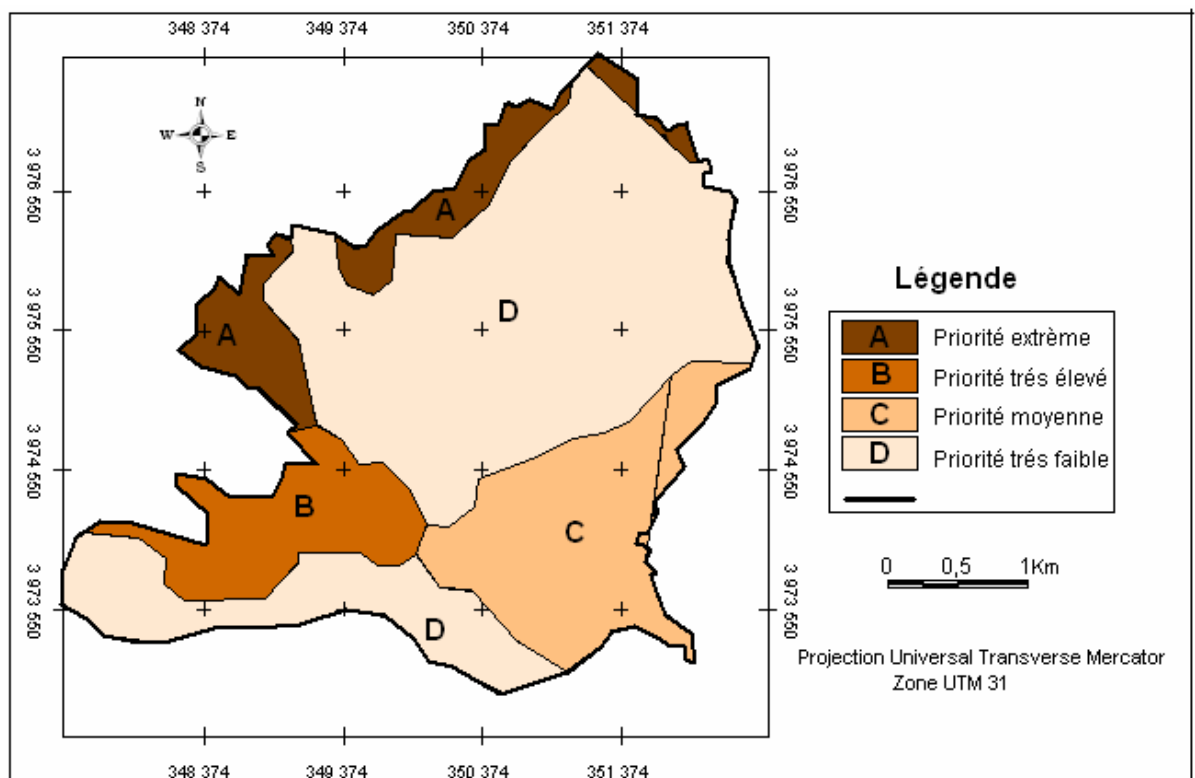 348 374 349 374 350 374 351 374
N
W E
S
3 976 550
3 976 550
A
A
D
3 975 550
3 975 550
Légende
A Priorité extrème
B Priorité trés élevé
C Priorité moyenne
D Priorité trés faible
3 974 550
3 974 550
B
C
0 0,5 1Km
3 973 550
3 973 550
D
Projection Universal Transverse Mercator
Zone UTM 31
348 374 349 374 350 374 351 374